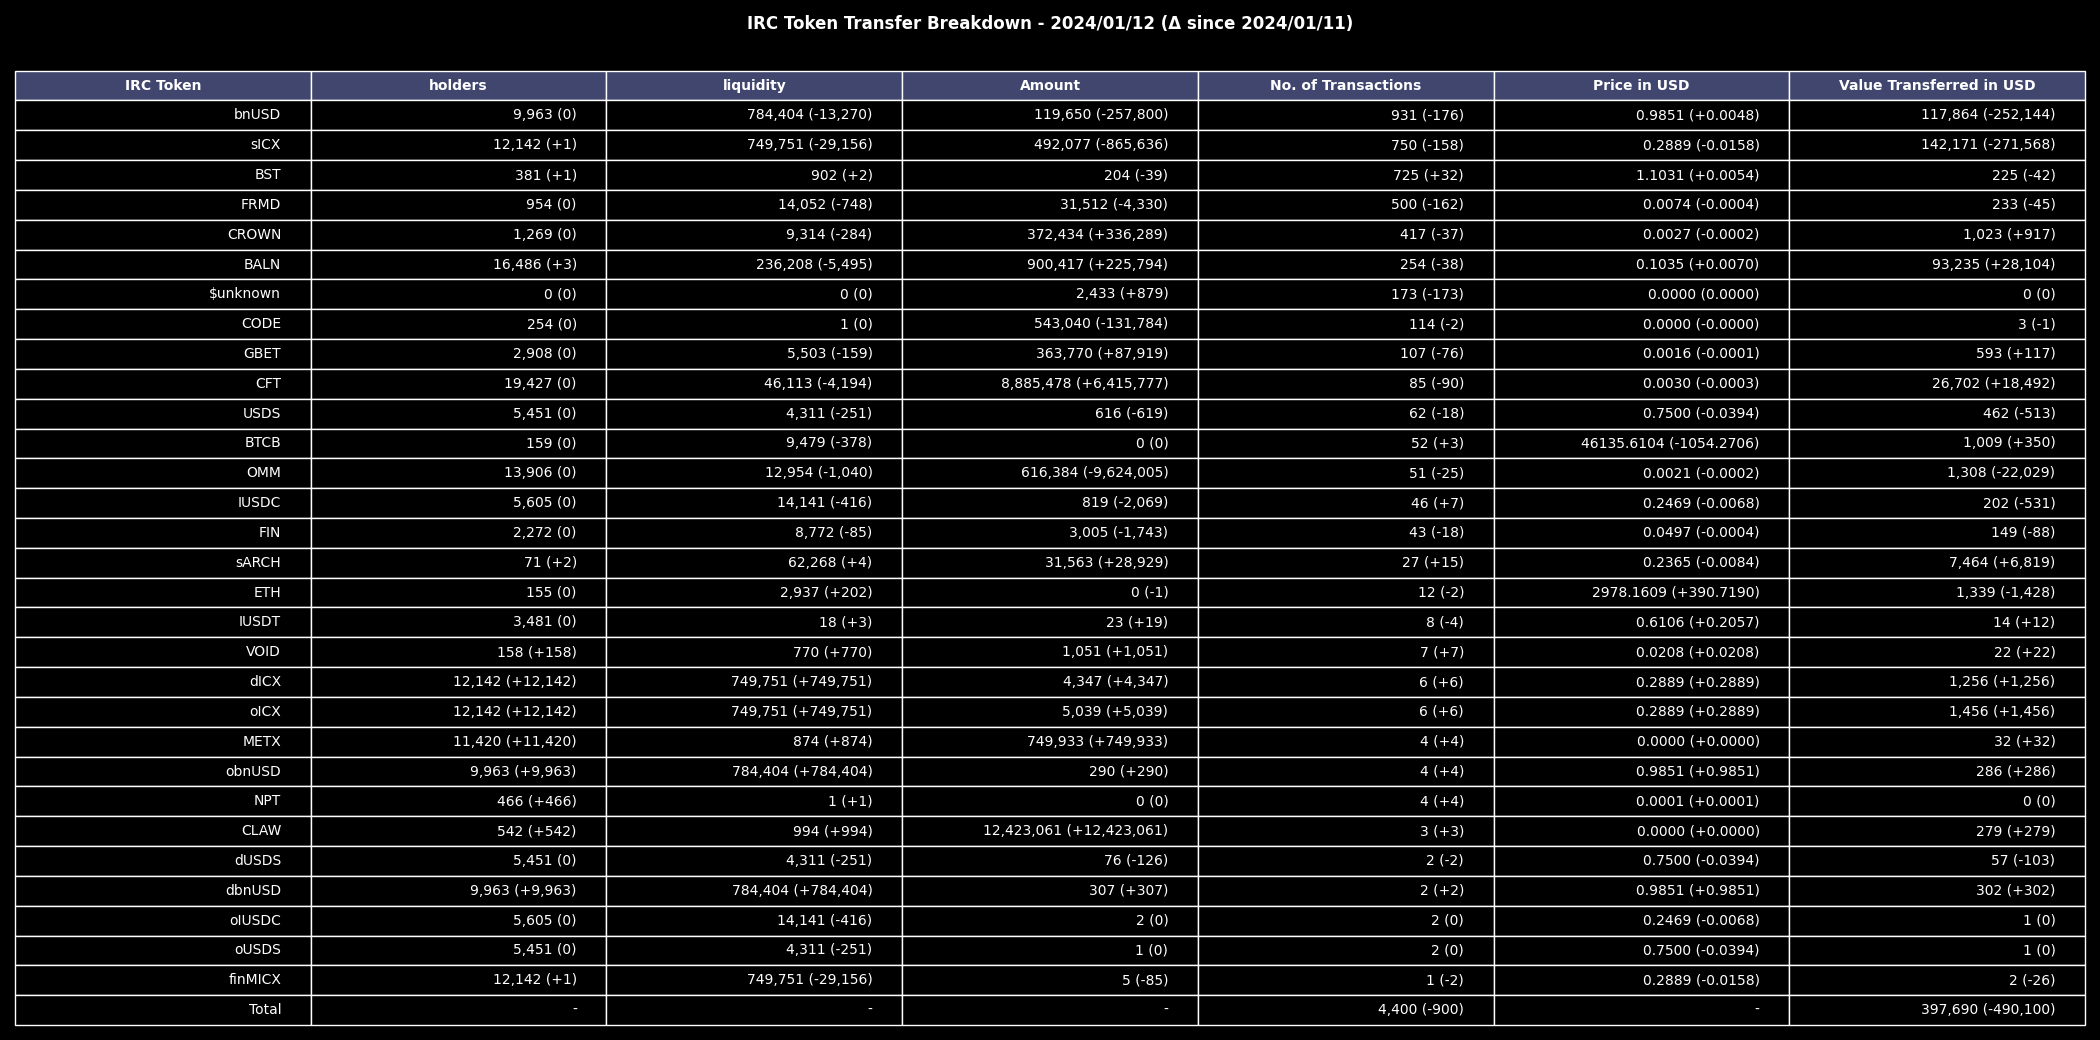 IRC Token Transfer Breakdown - 2024/01/12 (Δ since 2024/01/11)
IRC Token holders liquidity Amount No. of Transactions Price in USD Value Transferred in USD
bnUSD 9,963 (0) 784,404 (-13,270) 119,650 (-257,800) 931 (-176) 0.9851 (+0.0048) 117,864 (-252,144)
sICX 12,142 (+1) 749,751 (-29,156) 492,077 (-865,636) 750 (-158) 0.2889 (-0.0158) 142,171 (-271,568)
BST 381 (+1) 902 (+2) 204 (-39) 725 (+32) 1.1031 (+0.0054) 225 (-42)
FRMD 954 (0) 14,052 (-748) 31,512 (-4,330) 500 (-162) 0.0074 (-0.0004) 233 (-45)
CROWN 1,269 (0) 9,314 (-284) 372,434 (+336,289) 417 (-37) 0.0027 (-0.0002) 1,023 (+917)
BALN 16,486 (+3) 236,208 (-5,495) 900,417 (+225,794) 254 (-38) 0.1035 (+0.0070) 93,235 (+28,104)
$unknown 0 (0) 0 (0) 2,433 (+879) 173 (-173) 0.0000 (0.0000) 0 (0)
CODE 254 (0) 1 (0) 543,040 (-131,784) 114 (-2) 0.0000 (-0.0000) 3 (-1)
GBET 2,908 (0) 5,503 (-159) 363,770 (+87,919) 107 (-76) 0.0016 (-0.0001) 593 (+117)
CFT 19,427 (0) 46,113 (-4,194) 8,885,478 (+6,415,777) 85 (-90) 0.0030 (-0.0003) 26,702 (+18,492)
USDS 5,451 (0) 4,311 (-251) 616 (-619) 62 (-18) 0.7500 (-0.0394) 462 (-513)
BTCB 159 (0) 9,479 (-378) 0 (0) 52 (+3) 46135.6104 (-1054.2706) 1,009 (+350)
OMM 13,906 (0) 12,954 (-1,040) 616,384 (-9,624,005) 51 (-25) 0.0021 (-0.0002) 1,308 (-22,029)
IUSDC 5,605 (0) 14,141 (-416) 819 (-2,069) 46 (+7) 0.2469 (-0.0068) 202 (-531)
FIN 2,272 (0) 8,772 (-85) 3,005 (-1,743) 43 (-18) 0.0497 (-0.0004) 149 (-88)
sARCH 71 (+2) 62,268 (+4) 31,563 (+28,929) 27 (+15) 0.2365 (-0.0084) 7,464 (+6,819)
ETH 155 (0) 2,937 (+202) 0 (-1) 12 (-2) 2978.1609 (+390.7190) 1,339 (-1,428)
IUSDT 3,481 (0) 18 (+3) 23 (+19) 8 (-4) 0.6106 (+0.2057) 14 (+12)
VOID 158 (+158) 770 (+770) 1,051 (+1,051) 7 (+7) 0.0208 (+0.0208) 22 (+22)
dICX 12,142 (+12,142) 749,751 (+749,751) 4,347 (+4,347) 6 (+6) 0.2889 (+0.2889) 1,256 (+1,256)
oICX 12,142 (+12,142) 749,751 (+749,751) 5,039 (+5,039) 6 (+6) 0.2889 (+0.2889) 1,456 (+1,456)
METX 11,420 (+11,420) 874 (+874) 749,933 (+749,933) 4 (+4) 0.0000 (+0.0000) 32 (+32)
obnUSD 9,963 (+9,963) 784,404 (+784,404) 290 (+290) 4 (+4) 0.9851 (+0.9851) 286 (+286)
NPT 466 (+466) 1 (+1) 0 (0) 4 (+4) 0.0001 (+0.0001) 0 (0)
CLAW 542 (+542) 994 (+994) 12,423,061 (+12,423,061) 3 (+3) 0.0000 (+0.0000) 279 (+279)
dUSDS 5,451 (0) 4,311 (-251) 76 (-126) 2 (-2) 0.7500 (-0.0394) 57 (-103)
dbnUSD 9,963 (+9,963) 784,404 (+784,404) 307 (+307) 2 (+2) 0.9851 (+0.9851) 302 (+302)
oIUSDC 5,605 (0) 14,141 (-416) 2 (0) 2 (0) 0.2469 (-0.0068) 1 (0)
oUSDS 5,451 (0) 4,311 (-251) 1 (0) 2 (0) 0.7500 (-0.0394) 1 (0)
finMICX 12,142 (+1) 749,751 (-29,156) 5 (-85) 1 (-2) 0.2889 (-0.0158) 2 (-26)
Total - - - 4,400 (-900) - 397,690 (-490,100)